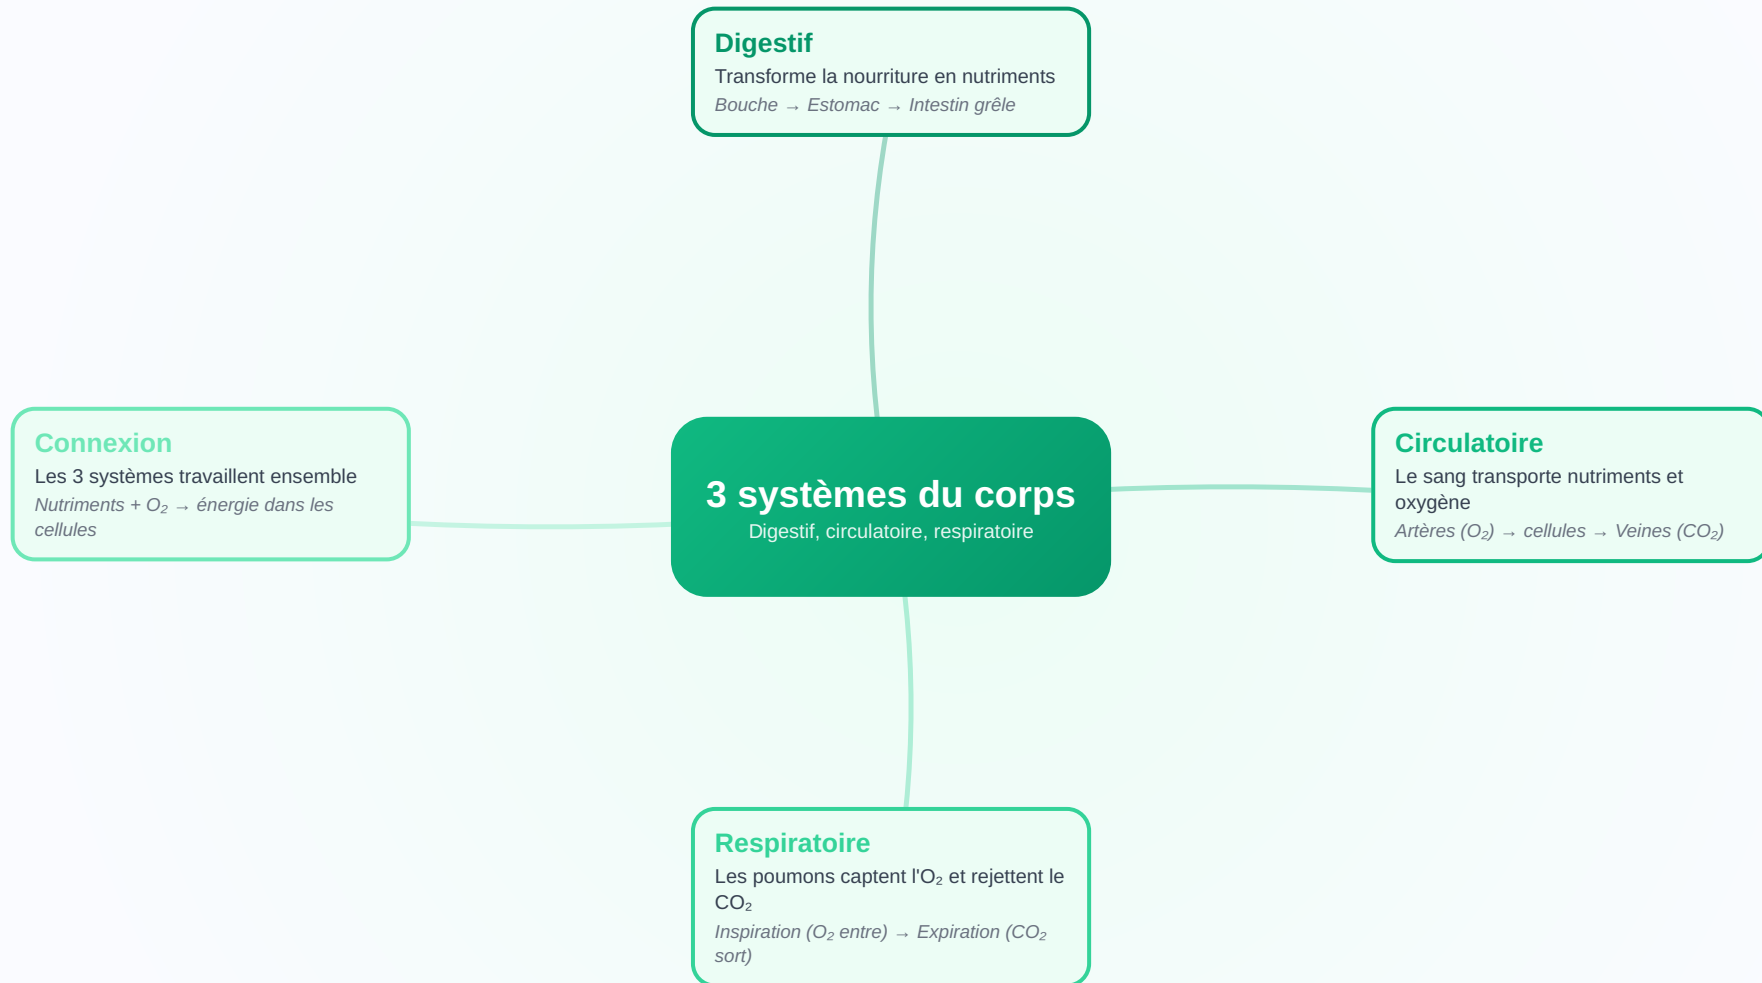 Digestif
Transforme la nourriture en nutriments
Bouche → Estomac → Intestin grêle
Connexion
Les 3 systèmes travaillent ensemble
Nutriments + O₂ → énergie dans les
cellules
3 systèmes du corps
Digestif, circulatoire, respiratoire
Circulatoire
Le sang transporte nutriments et
oxygène
Artères (O₂) → cellules → Veines (CO₂)
Respiratoire
Les poumons captent l'O₂ et rejettent le
CO₂
Inspiration (O₂ entre) → Expiration (CO₂
sort)